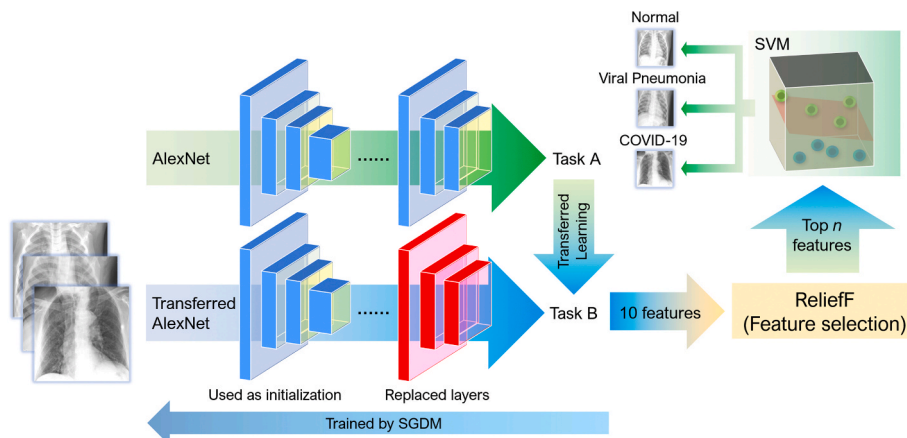 Normal
SVM
Viral Pneumonia
COVID-19
AlexNet
......
Task A
Transferred
Learning
Top n
features
Transferred
AlexNet
......
Task B
10 features
ReliefF
(Feature selection)
Used as initialization
Replaced layers
Trained by SGDM